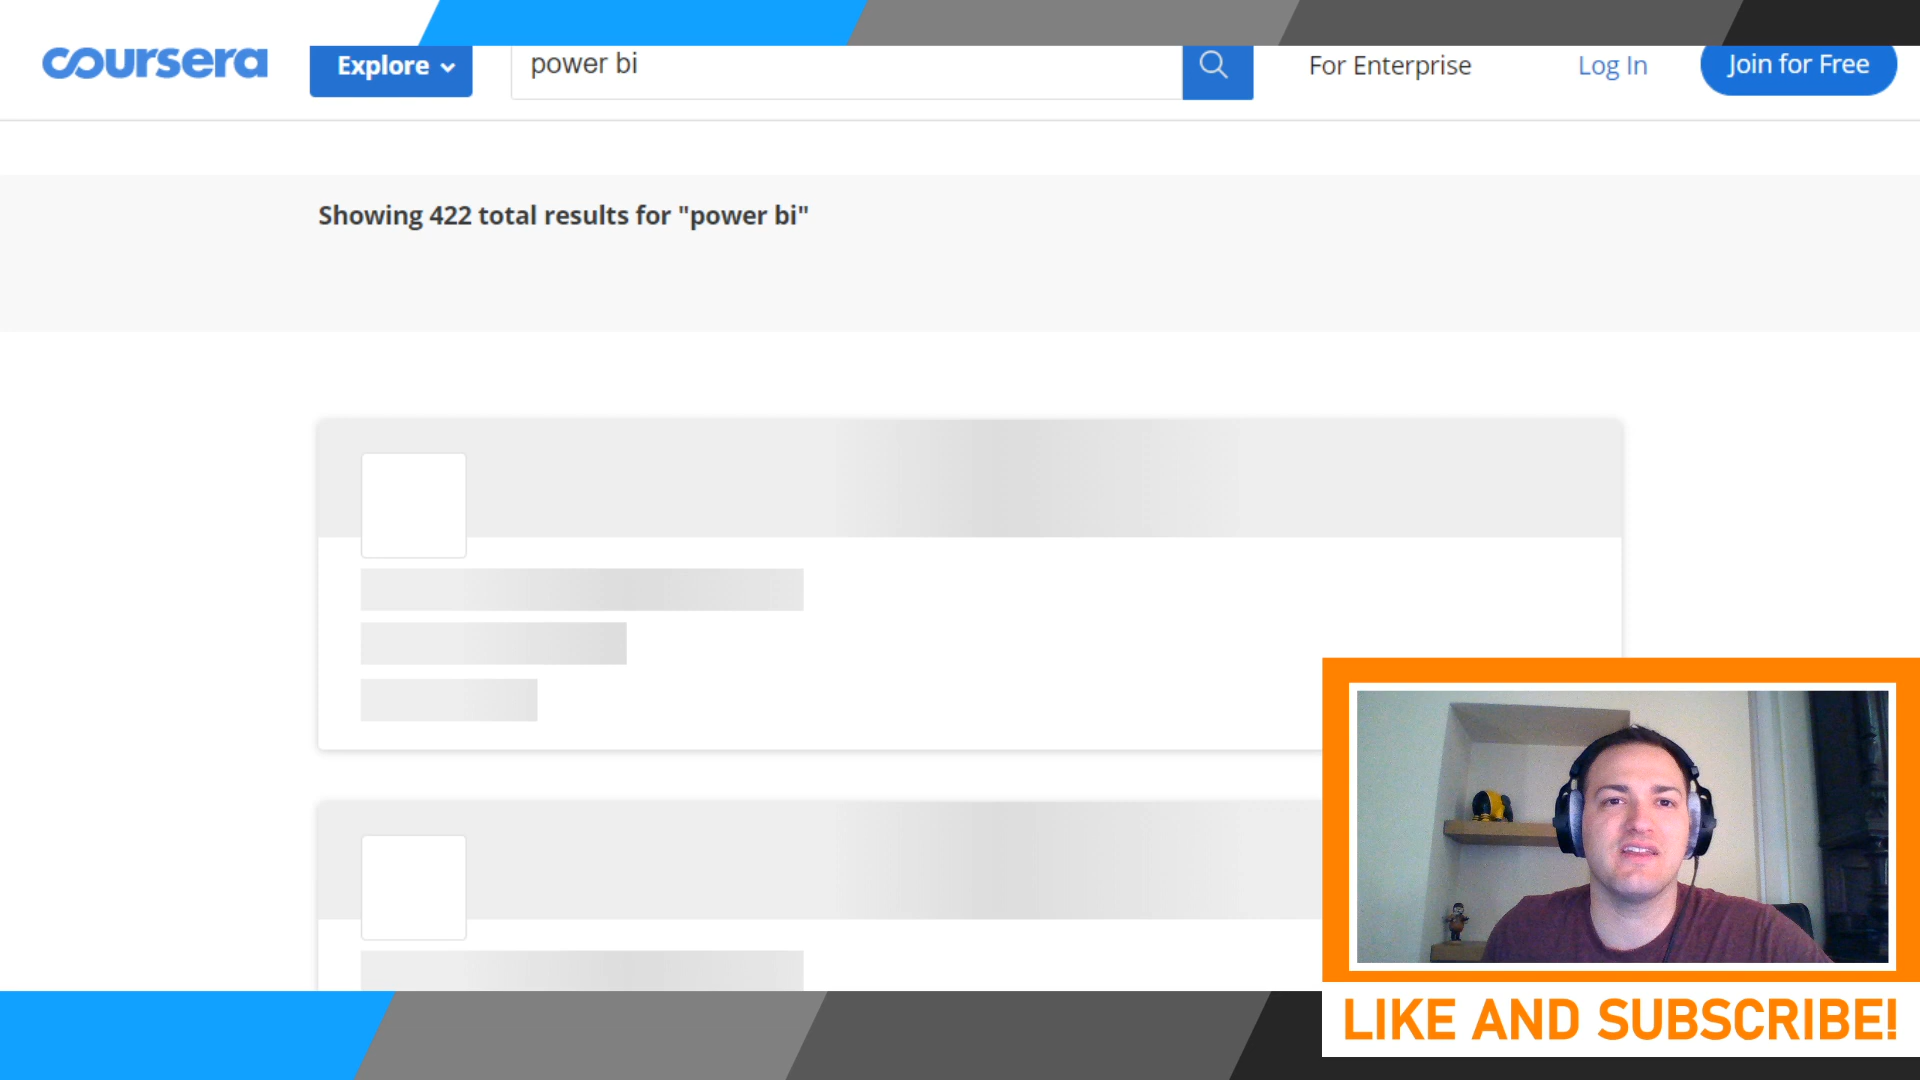 coursera
Explore
power bi
For Enterprise
Log In
Join for Free
Showing 422 total results for "power bi"
LIKE AND SUBSCRIBE!